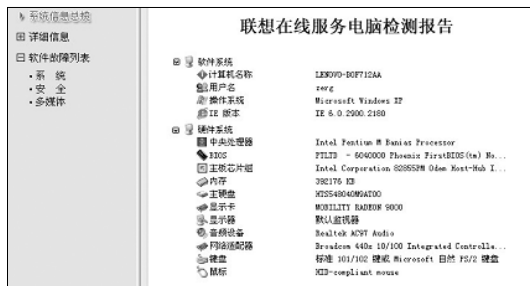 系统信息总揽
详细信息
软件故障列表
·系 统
·安 全
·多媒体
联想在线服务电脑检测报告
软件系统
计算机名称 LENOVO-B0F712AA
用户名 zerg
操作系统 Microsoft Windows XP
IE 版本 IE 6.0.2900.2180
硬件系统
中央处理器 Intel Pentium M Banias Processor
BIOS PTLTD - 6040000 Phoenix FirstBIOS(tm) No...
主板芯片组 Intel Corporation 82855PM Odem Host-Hub I...
内存 392176 KB
主硬盘 HTS548040M9AT00
显示卡 MOBILITY RADEON 9000
显示器 默认监视器
音频设备 Realtek AC97 Audio
网络适配器 Broadcom 440x 10/100 Integrated Controlle...
键盘 标准 101/102 键或 Microsoft 自然 PS/2 键盘
鼠标 HID-compliant mouse